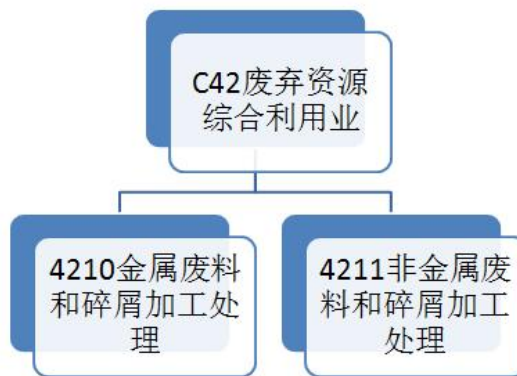 C42废弃资源
综合利用业
4210金属废料
和碎屑加工处
理
4211非金属废
料和碎屑加工
处理